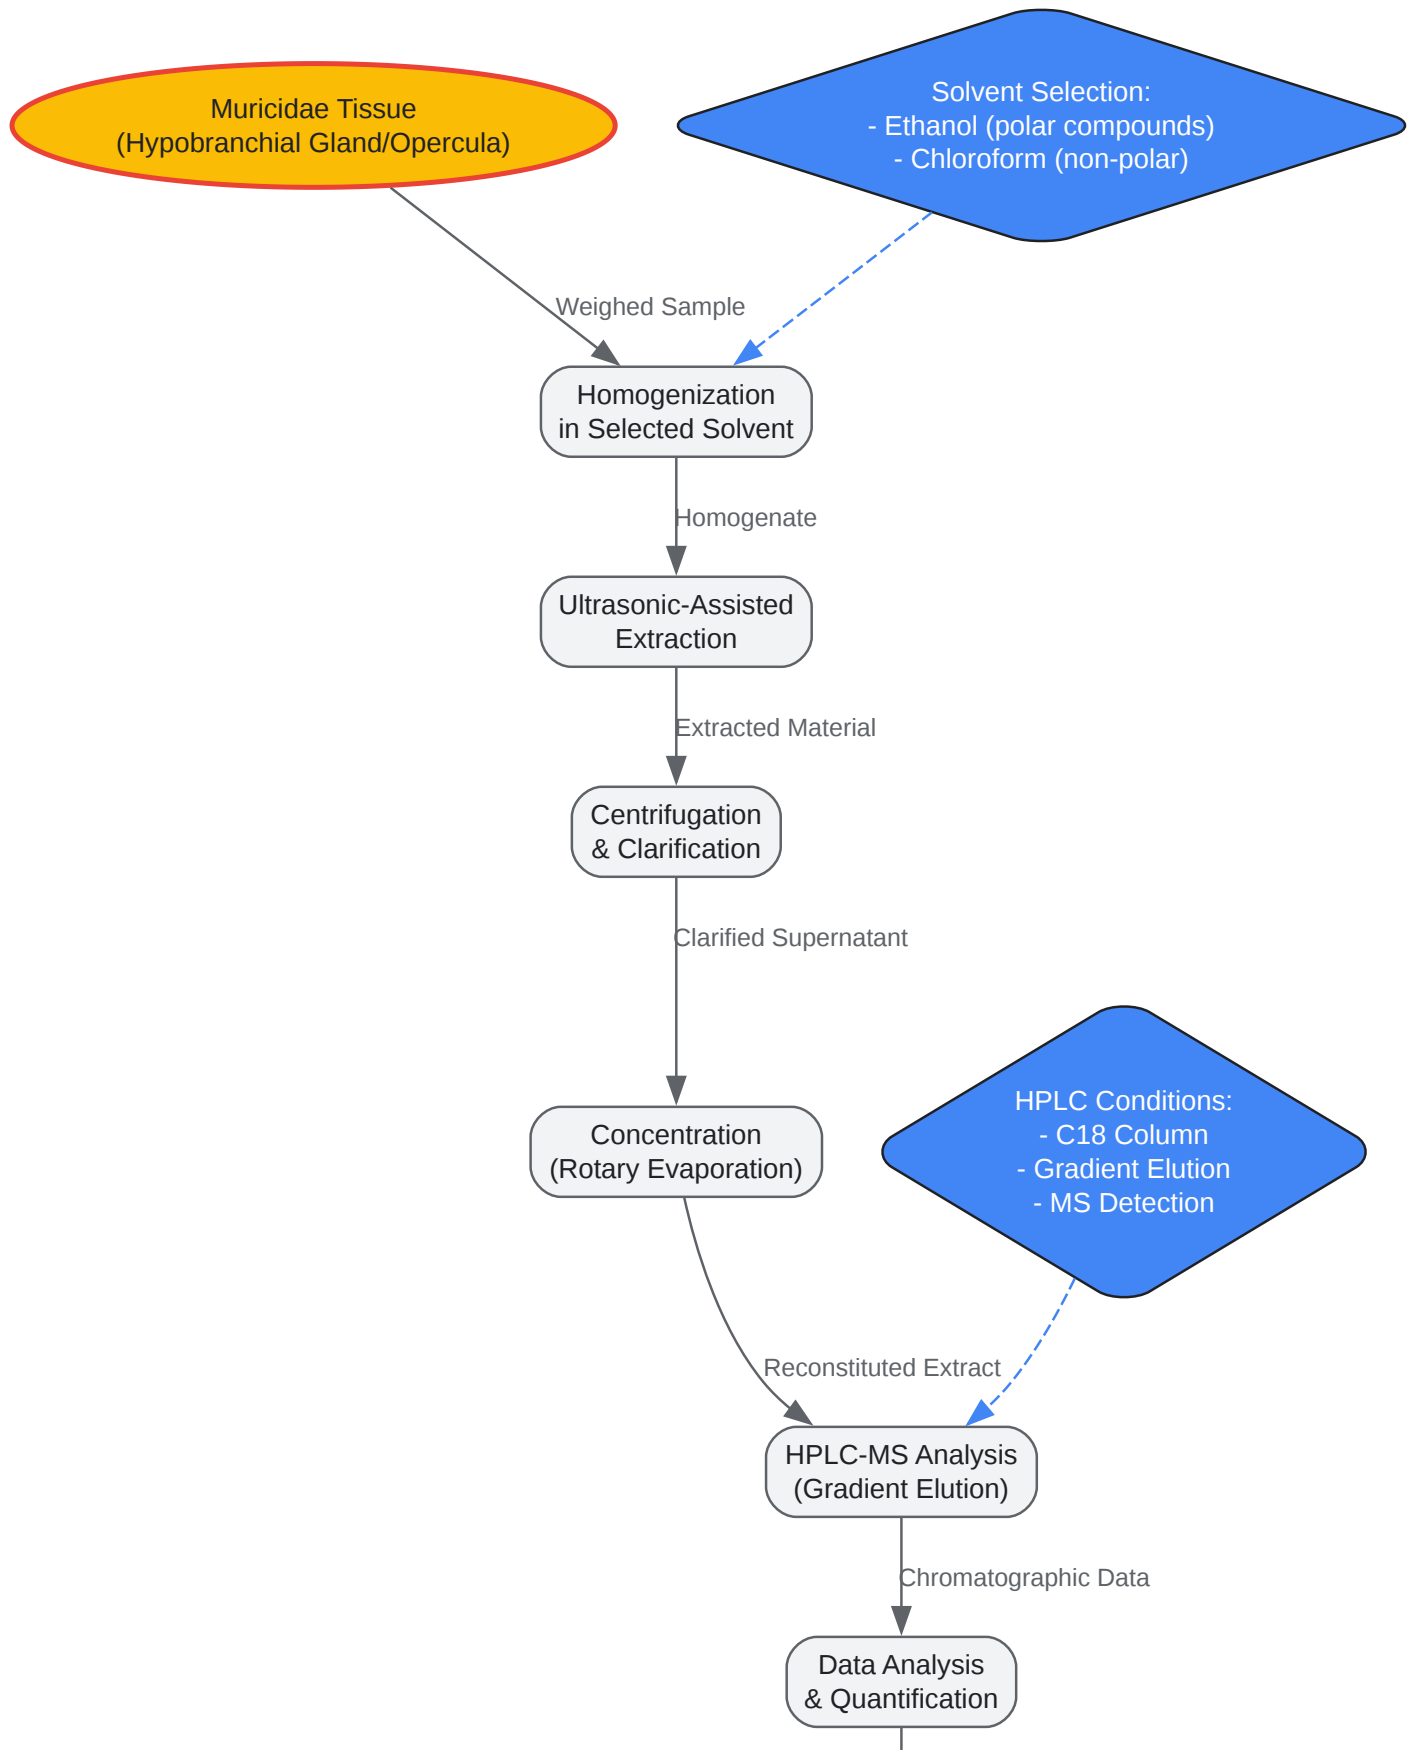 Muricidae Tissue
(Hypobranchial Gland/Opercula)
Solvent Selection:
- Ethanol (polar compounds)
- Chloroform (non-polar)
Weighed Sample
Homogenization
in Selected Solvent
Homogenate
Ultrasonic-Assisted
Extraction
Extracted Material
Centrifugation
& Clarification
Clarified Supernatant
Concentration
(Rotary Evaporation)
HPLC Conditions:
- C18 Column
- Gradient Elution
- MS Detection
Reconstituted Extract
HPLC-MS Analysis
(Gradient Elution)
Chromatographic Data
Data Analysis
& Quantification